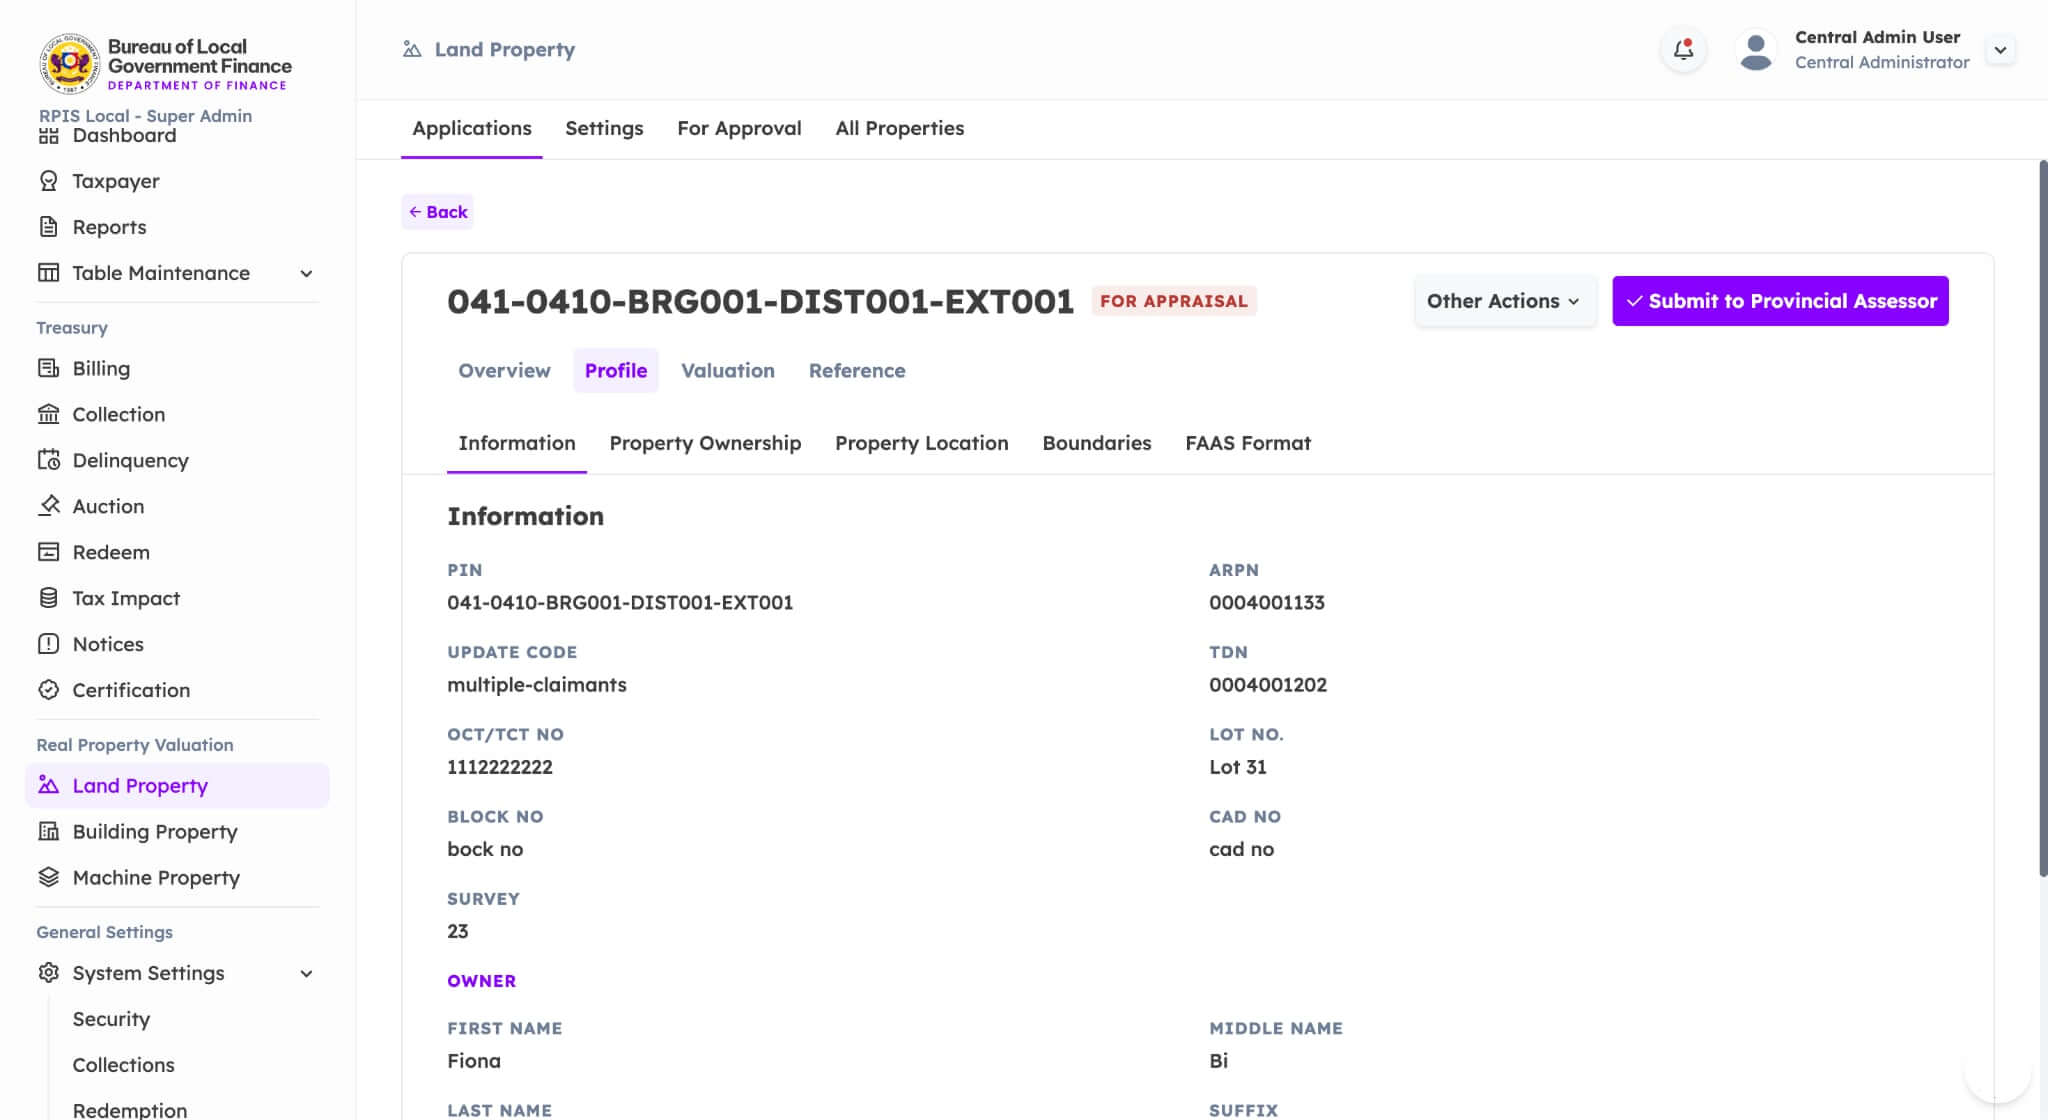 Bureau of Local
Government Finance
DEPARTMENT OF FINANCE
RPIS Local - Super Admin
Dashboard
Taxpayer
Reports
Table Maintenance
Treasury
Billing
Collection
Delinquency
Auction
Redeem
Tax Impact
Notices
Certification
Real Property Valuation
Land Property
Building Property
Machine Property
General Settings
System Settings
Security
Collections
Redemption
Land Property
Central Admin User
Central Administrator
Applications Settings For Approval All Properties
← Back
041-0410-BRG001-DIST001-EXT001 FOR APPRAISAL
Other Actions
Submit to Provincial Assessor
Overview Profile Valuation Reference
Information Property Ownership Property Location Boundaries FAAS Format
Information
PIN
041-0410-BRG001-DIST001-EXT001
ARPN
0004001133
UPDATE CODE
multiple-claimants
TDN
0004001202
OCT/TCT NO
1112222222
LOT NO.
Lot 31
BLOCK NO
bock no
CAD NO
cad no
SURVEY
23
OWNER
FIRST NAME
Fiona
MIDDLE NAME
Bi
LAST NAME
SUFFIX